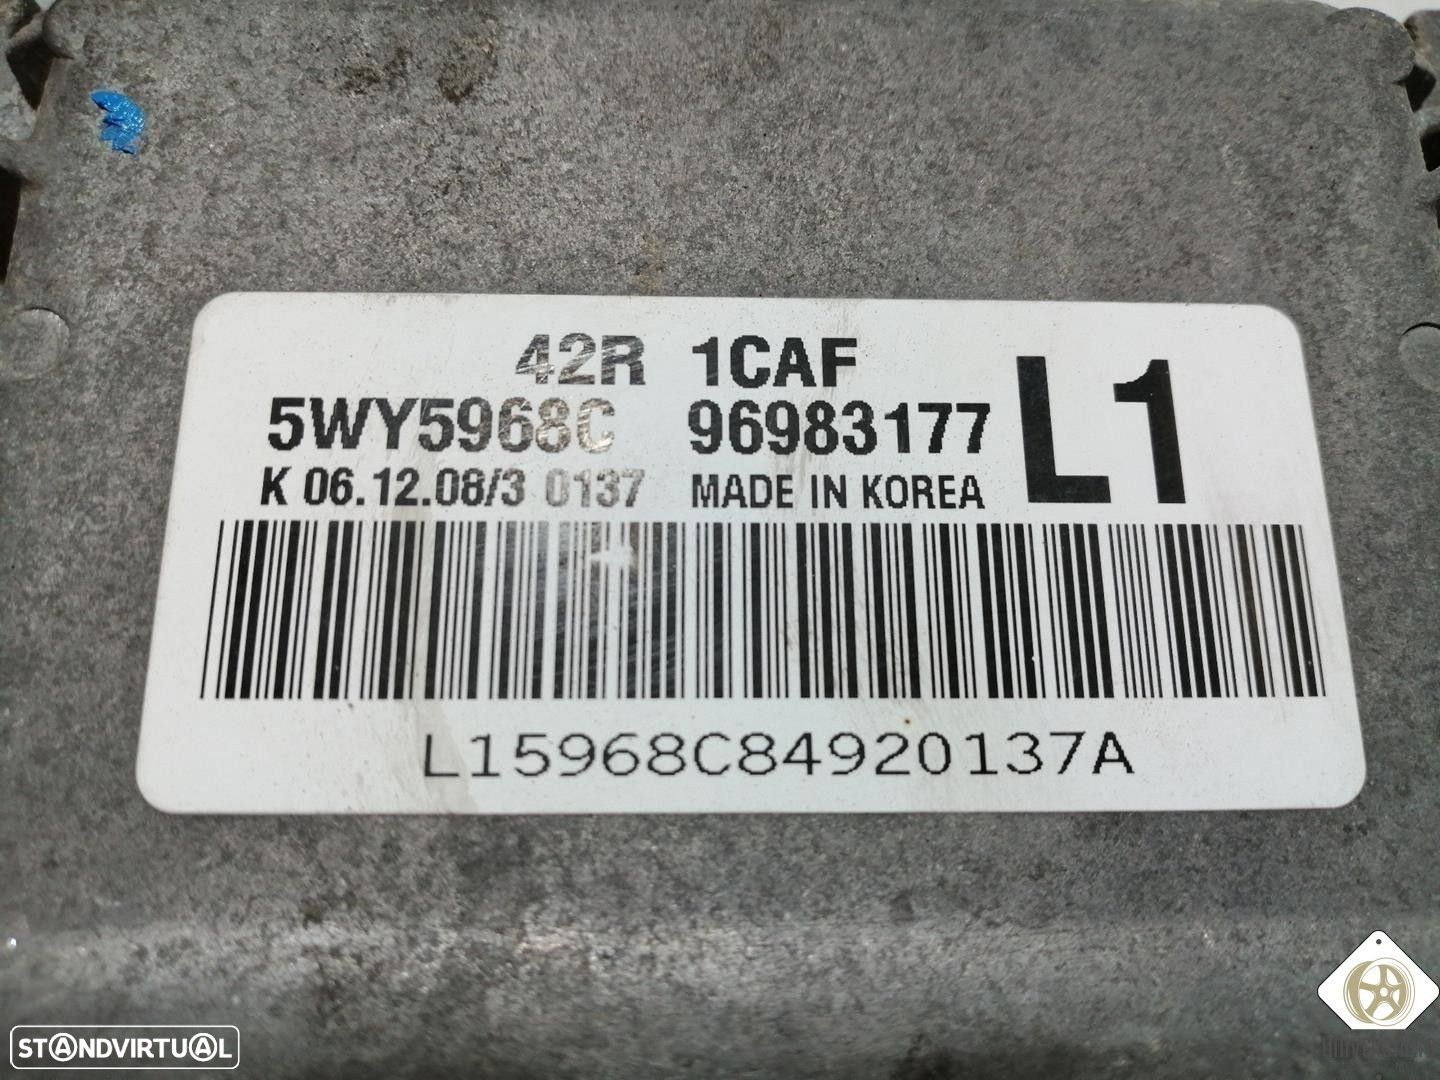 42R 1CAF
5WY5968C 96983177 L1
K 06.12.08/3 0137 MADE IN KOREA
L15968C84920137A
STANDVIRTUAL